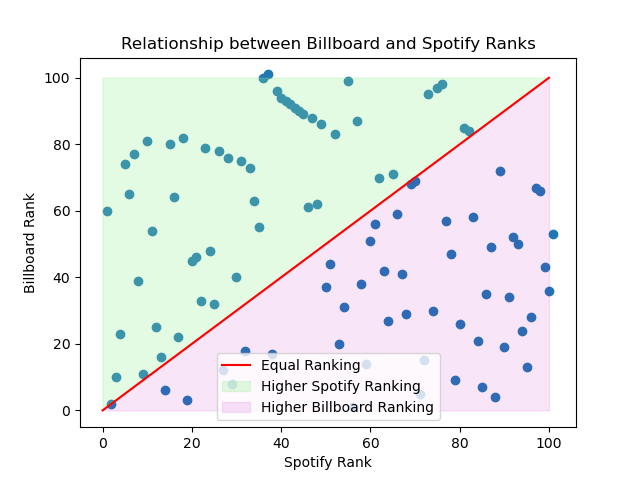 Relationship between Billboard and Spotify Ranks
100
80
60
40
20
0
Billboard Rank
Equal Ranking
Higher Spotify Ranking
Higher Billboard Ranking
0 20 40 60 80 100
Spotify Rank